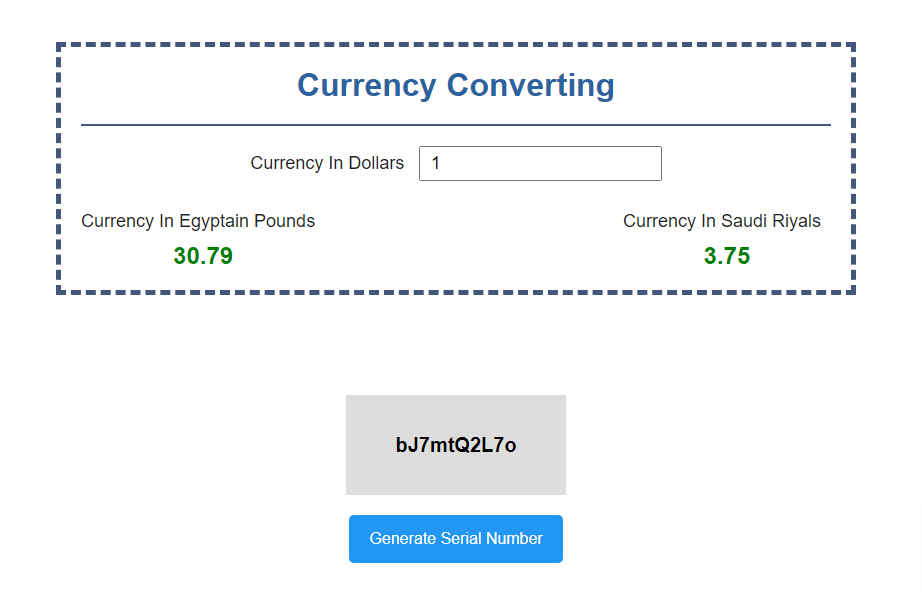 Currency Converting
Currency In Dollars 1
Currency In Egyptain Pounds Currency In Saudi Riyals
30.79 3.75
bJ7mtQ2L7o
Generate Serial Number